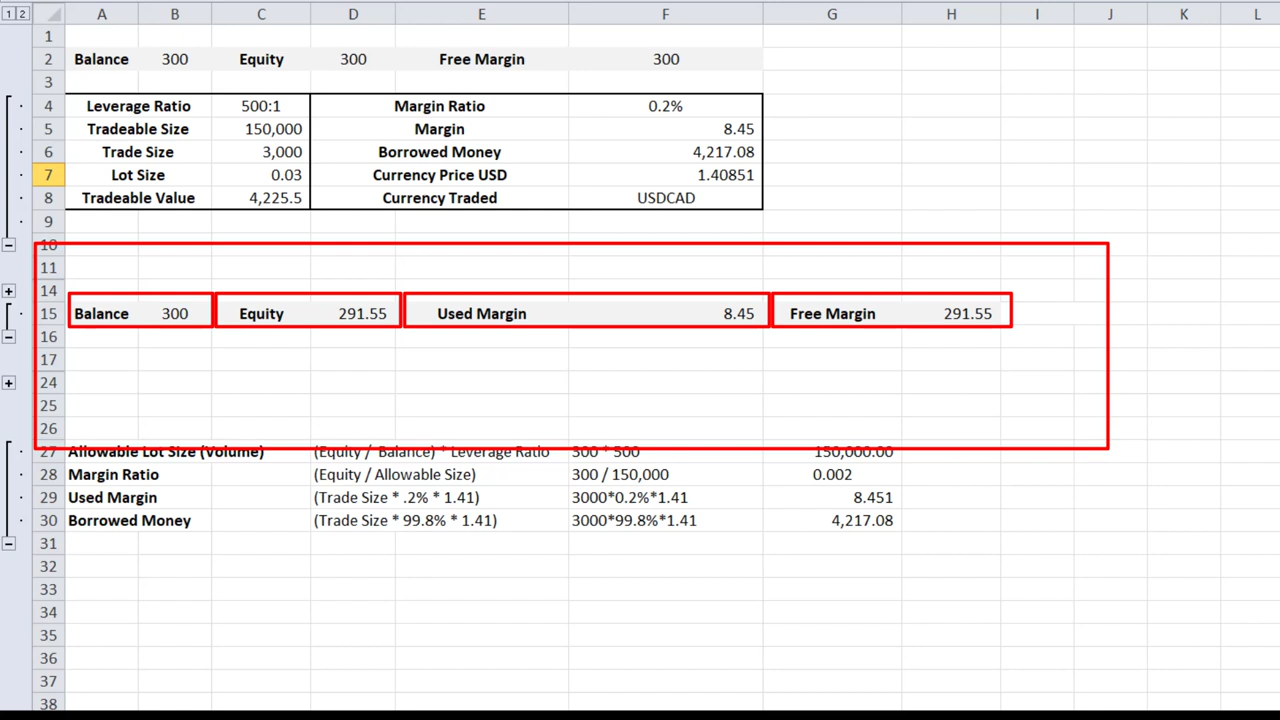 1 2 A B C D E F G H I J K L
1
2 Balance 300 Equity 300 Free Margin 300
3
4 Leverage Ratio 500:1 Margin Ratio 0.2%
5 Tradeable Size 150,000 Margin 8.45
6 Trade Size 3,000 Borrowed Money 4,217.08
7 Lot Size 0.03 Currency Price USD 1.40851
8 Tradeable Value 4,225.5 Currency Traded USDCAD
9
10
11
14
15 Balance 300 Equity 291.55 Used Margin 8.45 Free Margin 291.55
16
17
24
25
26
27 Allowable Lot Size (Volume) (Equity / Balance) * Leverage Ratio 300 * 500 150,000.00
28 Margin Ratio (Equity / Allowable Size) 300 / 150,000 0.002
29 Used Margin (Trade Size * .2% * 1.41) 3000*0.2%*1.41 8.451
30 Borrowed Money (Trade Size * 99.8% * 1.41) 3000*99.8%*1.41 4,217.08
31
32
33
34
35
36
37
38